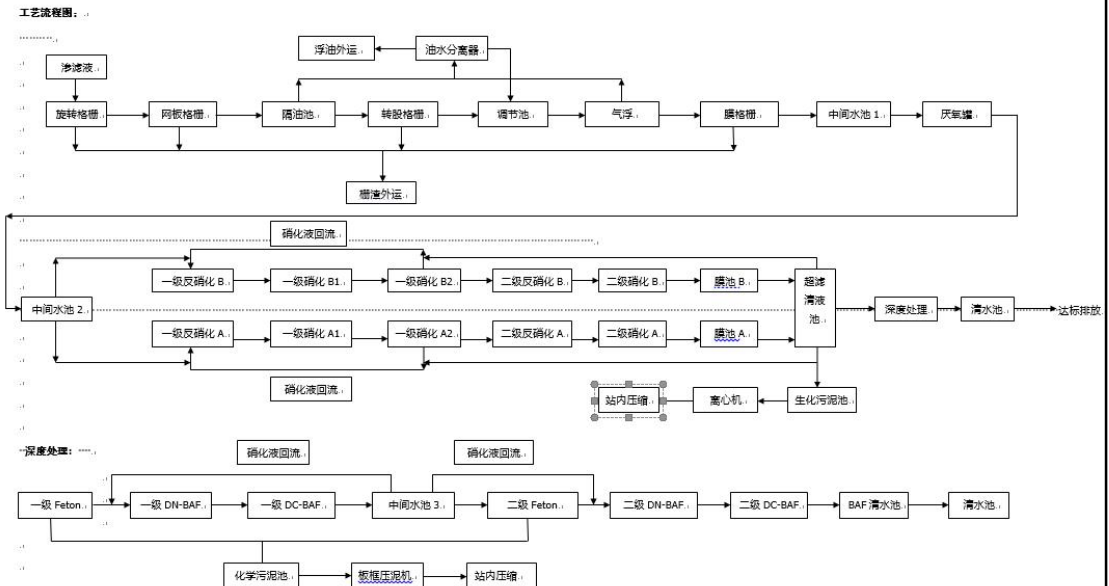 工艺流程图：
浮油外运
油水分离器
渗滤液
旋转格栅
网板格栅
隔油池
转股格栅
调节池
气浮
膜格栅
中间水池 1
厌氧罐
栅渣外运
硝化液回流
一级反硝化 B
一级硝化 B1
一级硝化 B2
二级反硝化 B
二级硝化 B
膜池 B
超滤
清液
池
中间水池 2
深度处理
清水池
达标排放
一级反硝化 A
一级硝化 A1
一级硝化 A2
二级反硝化 A
二级硝化 A
膜池 A
硝化液回流
站内压缩
离心机
生化污泥池
深度处理：
硝化液回流
硝化液回流
一级 Feton
一级 DN-BAF
一级 DC-BAF
中间水池 3
二级 Feton
二级 DN-BAF
二级 DC-BAF
BAF 清水池
清水池
化学污泥池
板框压泥机
站内压缩